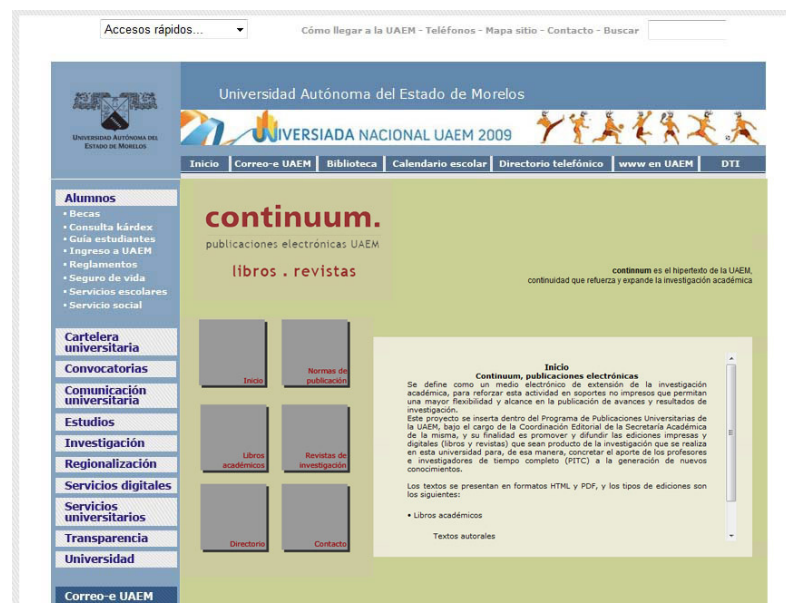 Accesos rápidos...
Cómo llegar a la UAEM - Teléfonos - Mapa sitio - Contacto - Buscar
Universidad Autónoma del Estado de Morelos
UNIVERSIDAD AUTÓNOMA DEL
ESTADO DE MORELOS
UNIVERSIADA NACIONAL UAEM 2009
Inicio Correo-e UAEM Biblioteca Calendario escolar Directorio telefónico www en UAEM DTI
Alumnos
• Becas
• Consulta kárdex
• Guía estudiantes
• Ingreso a UAEM
• Reglamentos
• Seguro de vida
• Servicios escolares
• Servicio social
Cartelera
universitaria
Convocatorias
Comunicación
universitaria
Estudios
Investigación
Regionalización
Servicios digitales
Servicios
universitarios
Transparencia
Universidad
Correo-e UAEM
continuum.
publicaciones electrónicas UAEM
libros . revistas
continnum es el hipertexto de la UAEM,
continuidad que refuerza y expande la investigación académica
Inicio
Normas de
publicación
Libros
académicos
Revistas de
investigación
Directorio
Contacto
Inicio
Continuum, publicaciones electrónicas
Se define como un medio electrónico de extensión de la investigación
académica, para reforzar esta actividad en soportes no impresos que permitan
una mayor flexibilidad y alcance en la publicación de avances y resultados de
investigación.
Este proyecto se inserta dentro del Programa de Publicaciones Universitarias de
la UAEM, bajo el cargo de la Coordinación Editorial de la Secretaría Académica
de la misma, y su finalidad es promover y difundir las ediciones impresas y
digitales (libros y revistas) que sean producto de la investigación que se realiza
en esta universidad para, de esa manera, concretar el aporte de los profesores
e investigadores de tiempo completo (PITC) a la generación de nuevos
conocimientos.
Los textos se presentan en formatos HTML y PDF, y los tipos de ediciones son
los siguientes:
• Libros académicos
Textos autorales